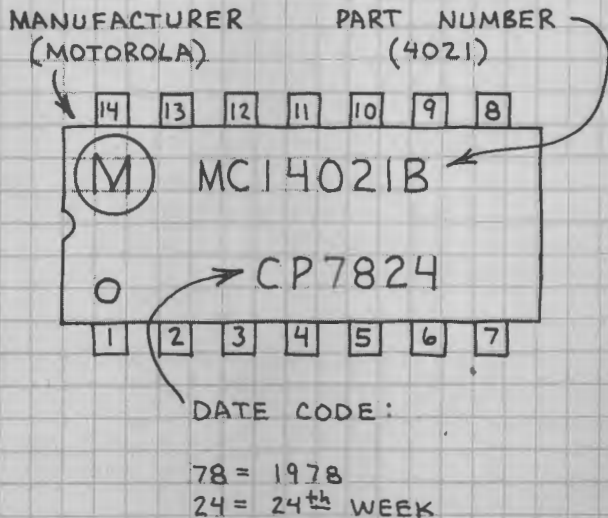 MANUFACTURER
(MOTOROLA)
PART NUMBER
(4021)
14 13 12 11 10 9 8
M MC14021B
CP7824
1 2 3 4 5 6 7
DATE CODE:
78 = 1978
24 = 24th WEEK